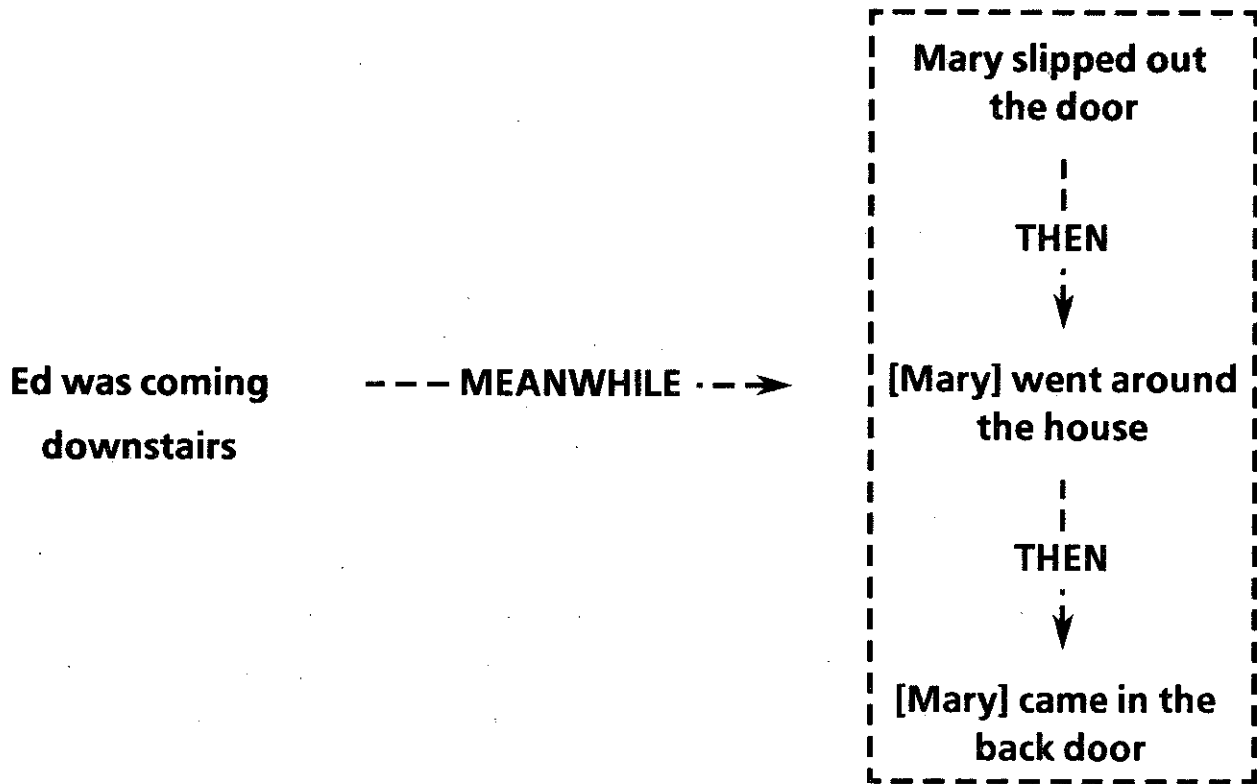 Ed was coming
downstairs
--- MEANWHILE --->
Mary slipped out
the door
THEN
[Mary] went around
the house
THEN
[Mary] came in the
back door